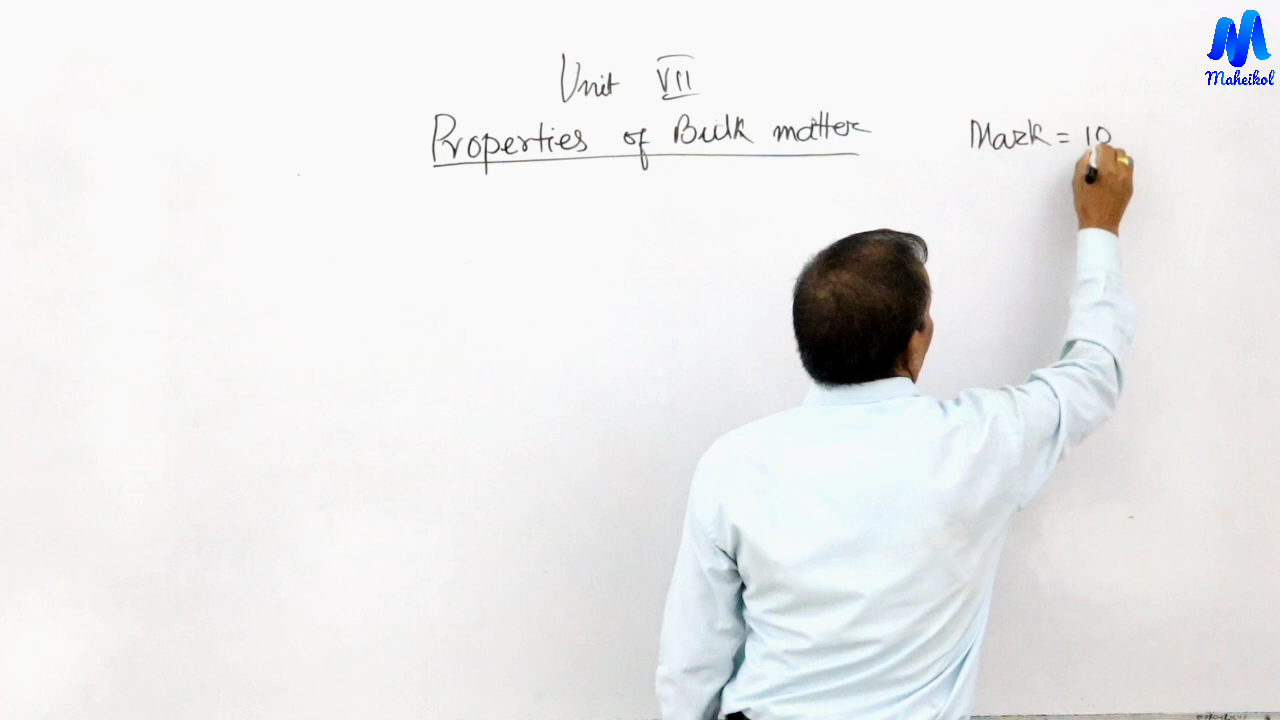 Unit VII
Properties of Bulk matter
Mark = 10
Maheikol